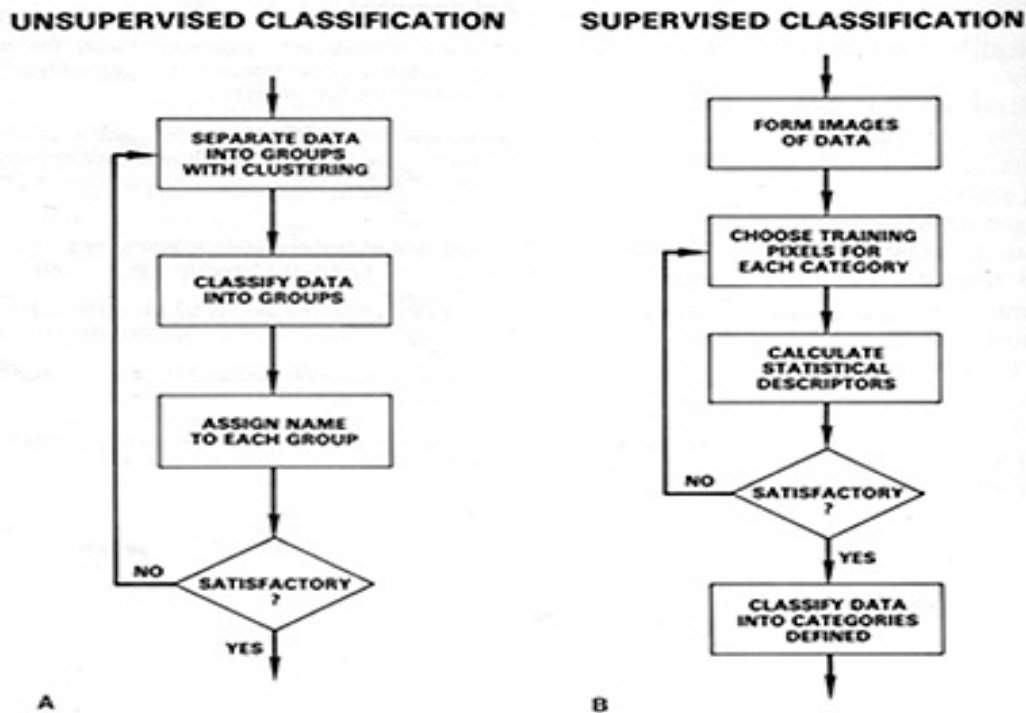 UNSUPERVISED CLASSIFICATION
SEPARATE DATA
INTO GROUPS
WITH CLUSTERING
CLASSIFY DATA
INTO GROUPS
ASSIGN NAME
TO EACH GROUP
NO
SATISFACTORY
?
YES
A
SUPERVISED CLASSIFICATION
FORM IMAGES
OF DATA
CHOOSE TRAINING
PIXELS FOR
EACH CATEGORY
CALCULATE
STATISTICAL
DESCRIPTORS
NO
SATISFACTORY
?
YES
CLASSIFY DATA
INTO CATEGORIES
DEFINED
B